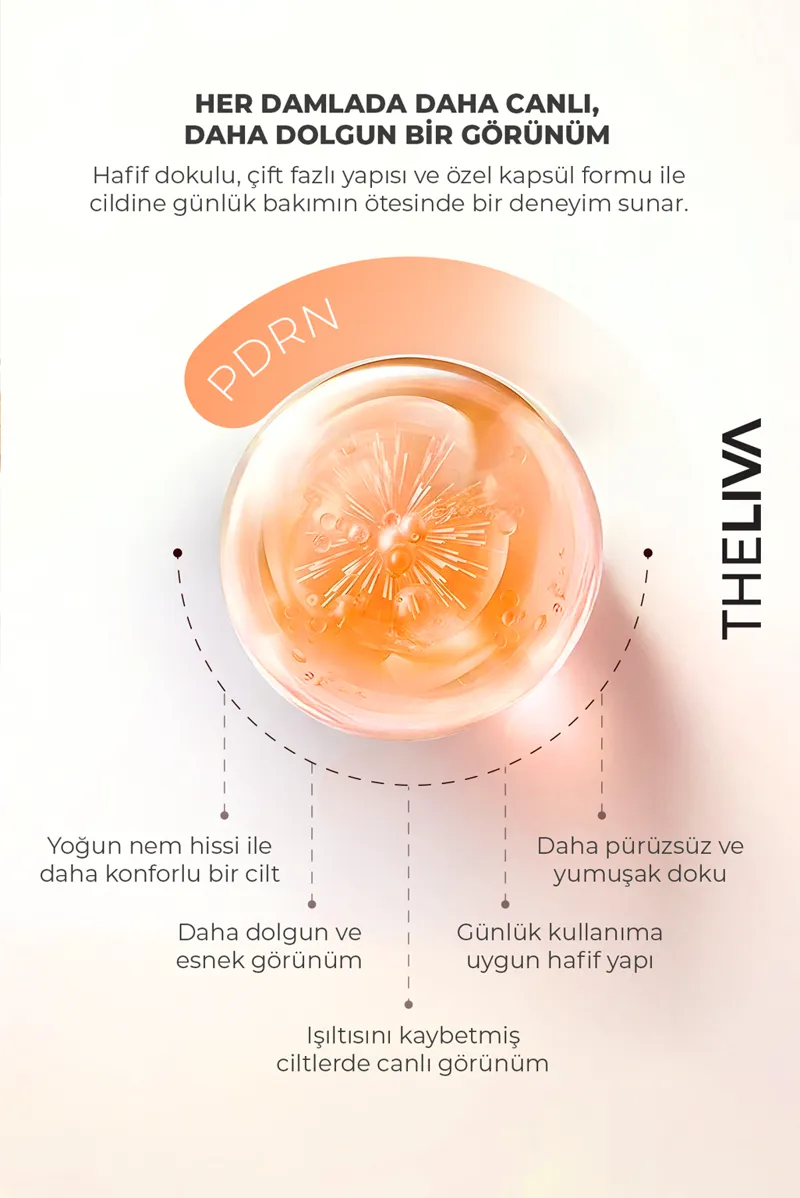 HER DAMLADA DAHA CANLI,
DAHA DOLGUN BİR GÖRÜNÜM
Hafif dokulu, çift fazlı yapısı ve özel kapsül formu ile
cildine günlük bakımın ötesinde bir deneyim sunar.
PDRN
THELIVA
Yoğun nem hissi ile
daha konforlu bir cilt
Daha pürüzsüz ve
yumuşak doku
Daha dolgun ve
esnek görünüm
Günlük kullanıma
uygun hafif yapı
Işıltısını kaybetmiş
ciltlerde canlı görünüm